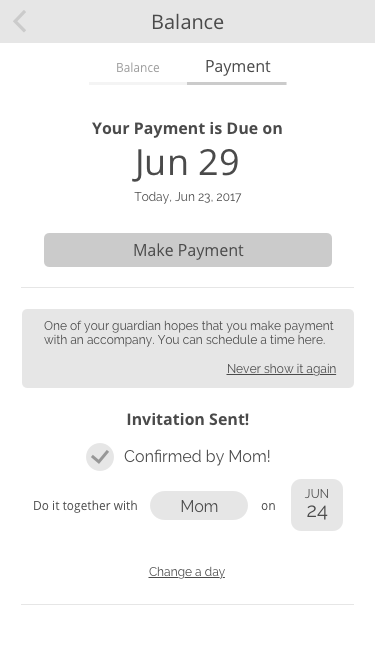 Balance
Balance
Payment
Your Payment is Due on
Jun 29
Today, Jun 23, 2017
Make Payment
One of your guardian hopes that you make payment
with an accompany. You can schedule a time here.
Never show it again
Invitation Sent!
Confirmed by Mom!
Do it together with
Mom
on
JUN
24
Change a day